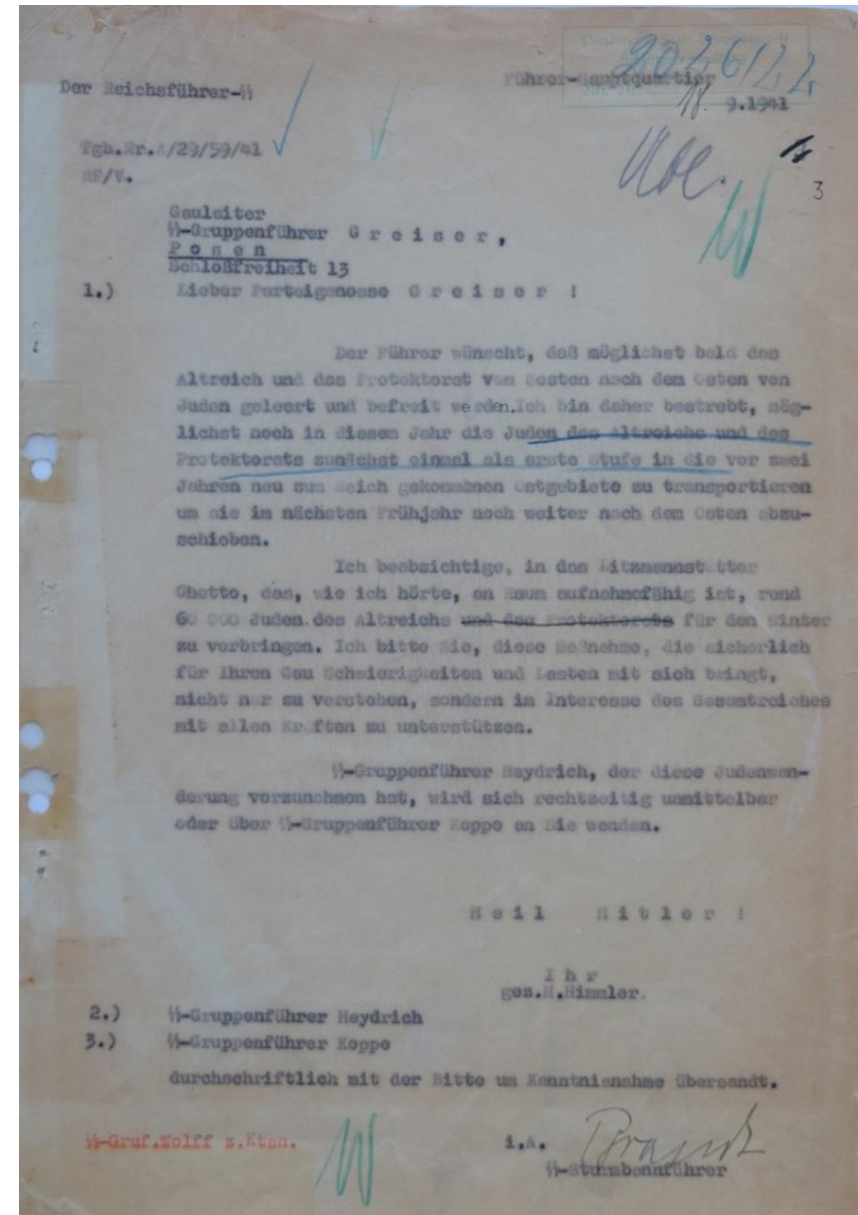 Der Reichsführer-SS
Führer-Hauptquartier
18. 9.1941
Tgb.Nr.A/29/59/41
RF/V.
3
Gauleiter
SS-Gruppenführer G r e i s e r ,
P o s e n
Schloßfreiheit 13
1.) Lieber Parteigenosse G r e i s e r !
Der Führer wünscht, daß möglichst bald das
Altreich und das Protektorat vom Westen nach dem Osten von
Juden geleert und befreit werden.Ich bin daher bestrebt, mög-
lichst noch in diesem Jahr die Juden des Altreichs und des
Protektorats zunächst einmal als erste Stufe in die vor zwei
Jahren neu zum Reich gekommenen Ostgebiete zu transportieren
um sie im nächsten Frühjahr noch weiter nach dem Osten abzu-
schieben.
Ich beabsichtige, in das Litzmannstätter
Ghetto, das, wie ich hörte, an Raum aufnahmefähig ist, rund
60 000 Juden des Altreichs und des Protektorats für den Winter
zu verbringen. Ich bitte Sie, diese Maßnahme, die sicherlich
für Ihren Gau Schwierigkeiten und Lasten mit sich bringt,
nicht nur zu verstehen, sondern im Interesse des Gesamtreiches
mit allen Kräften zu unterstützen.
SS-Gruppenführer Heydrich, der diese Judenwan-
derung vorzunehmen hat, wird sich rechtzeitig unmittelbar
oder über SS-Gruppenführer Koppe an Sie wenden.
H e i l H i t l e r !
I h r
gez.H.Himmler.
2.) SS-Gruppenführer Heydrich
3.) SS-Gruppenführer Koppe
durchschriftlich mit der Bitte um Kenntnisnahme übersandt.
SS-Gruf.Wolff z.Ktn.
i.A. Brandt
SS-Sturmbannführer